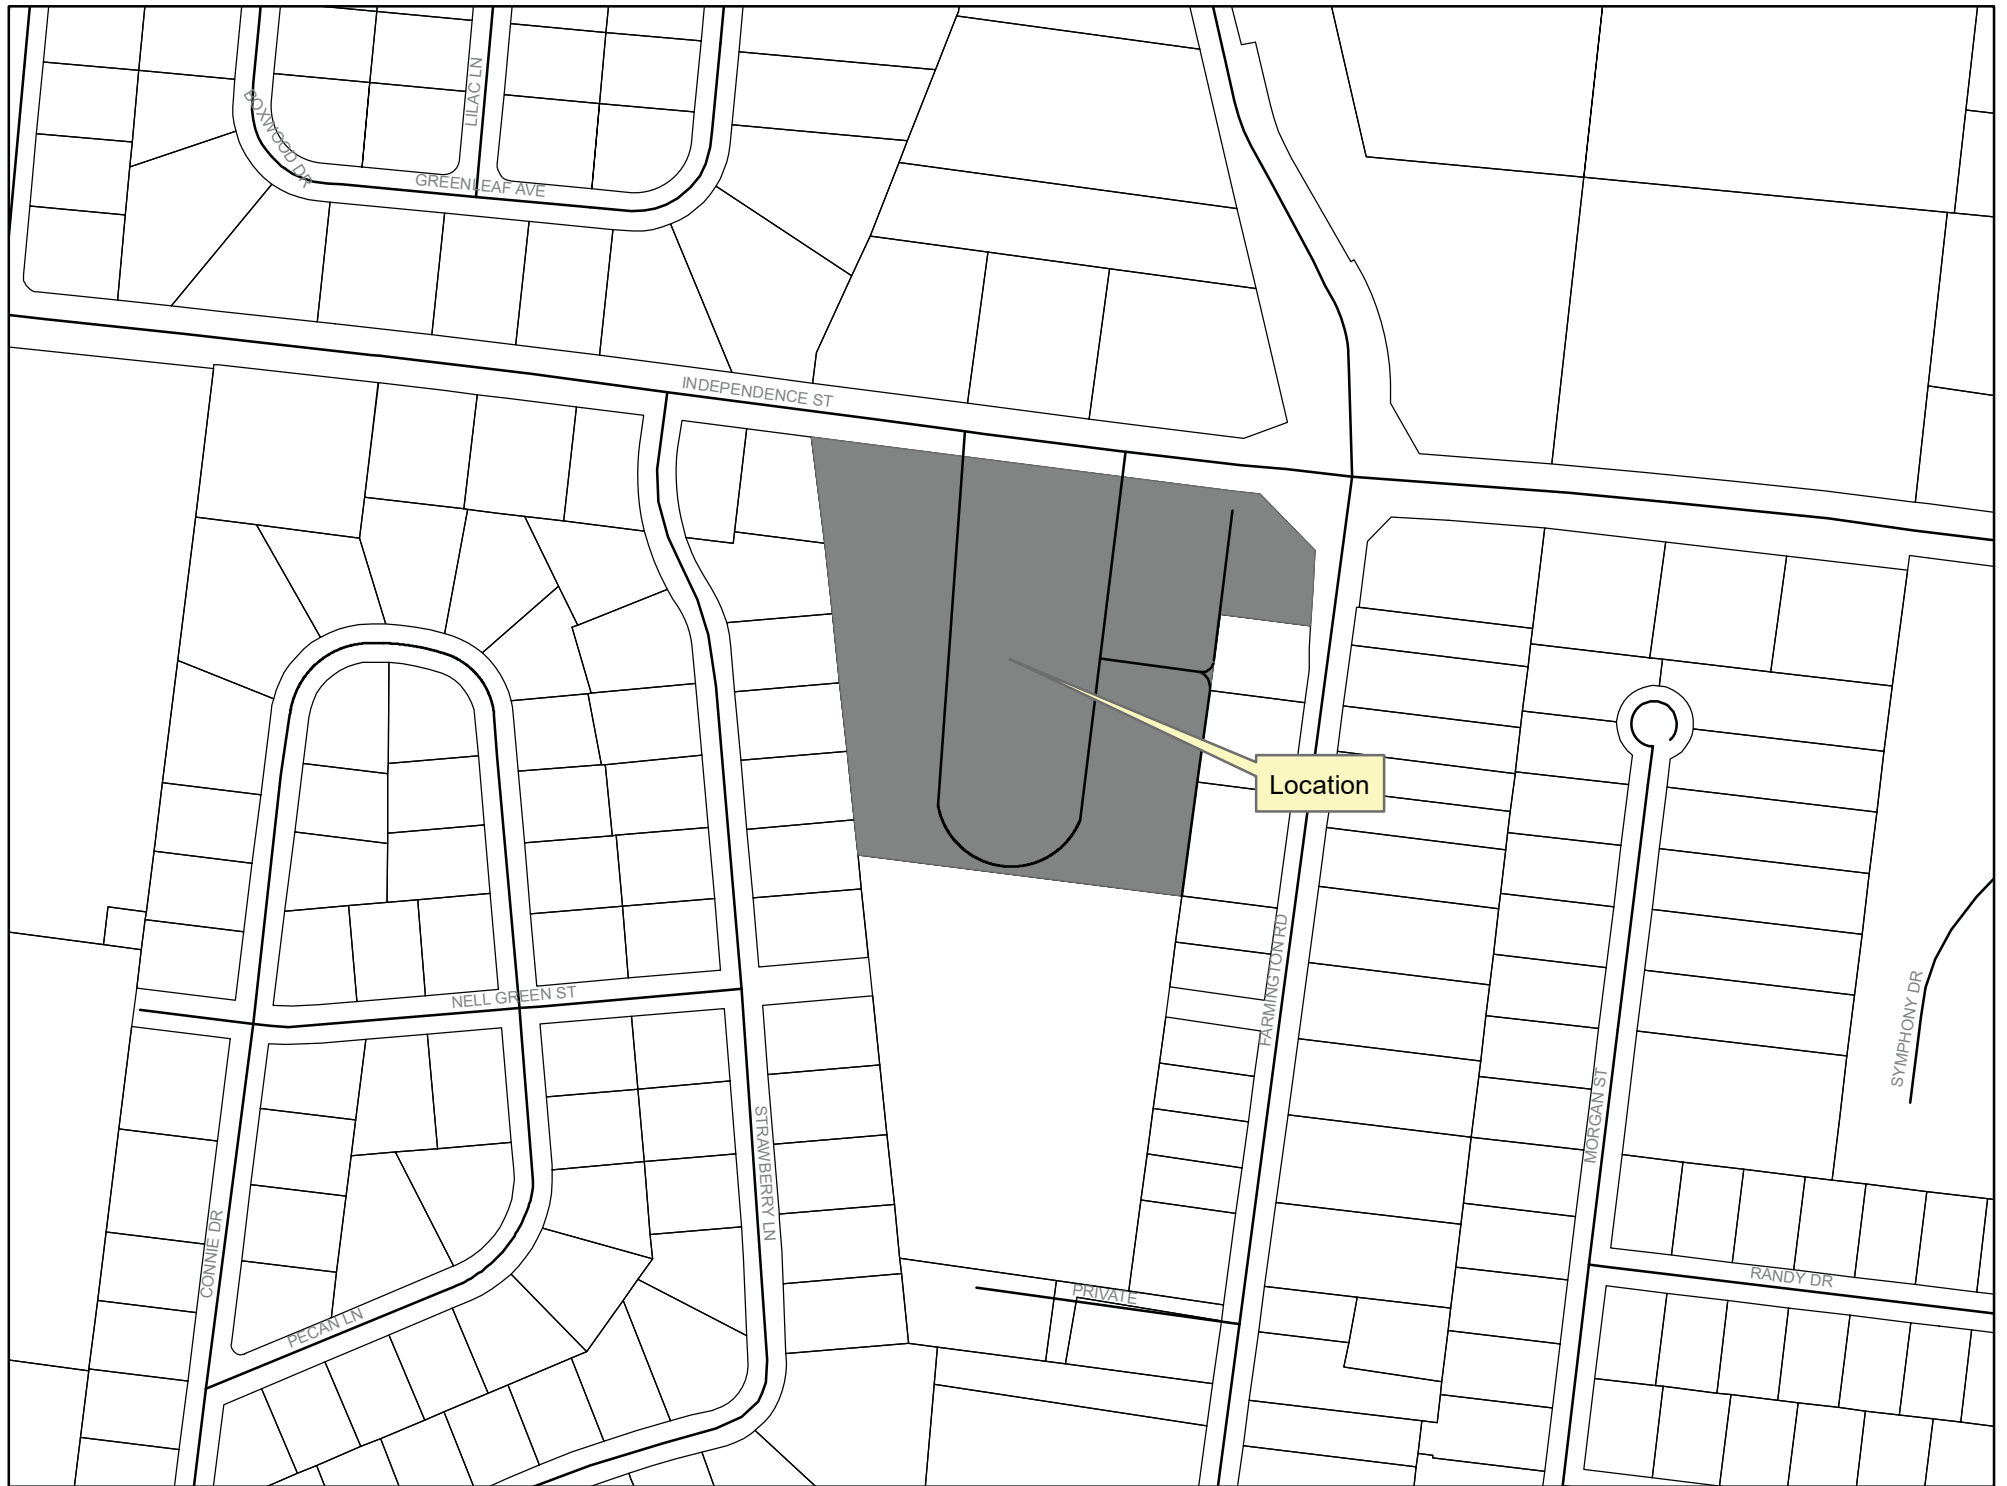 LILAC LN
BOXWOOD DR
GREENLEAF AVE
INDEPENDENCE ST
Location
NELL GREEN ST
FARMINGTON RD
SYMPHONY DR
MORGAN ST
STRAWBERRY LN
CONNIE DR
RANDY DR
PRIVATE
PECAN LN